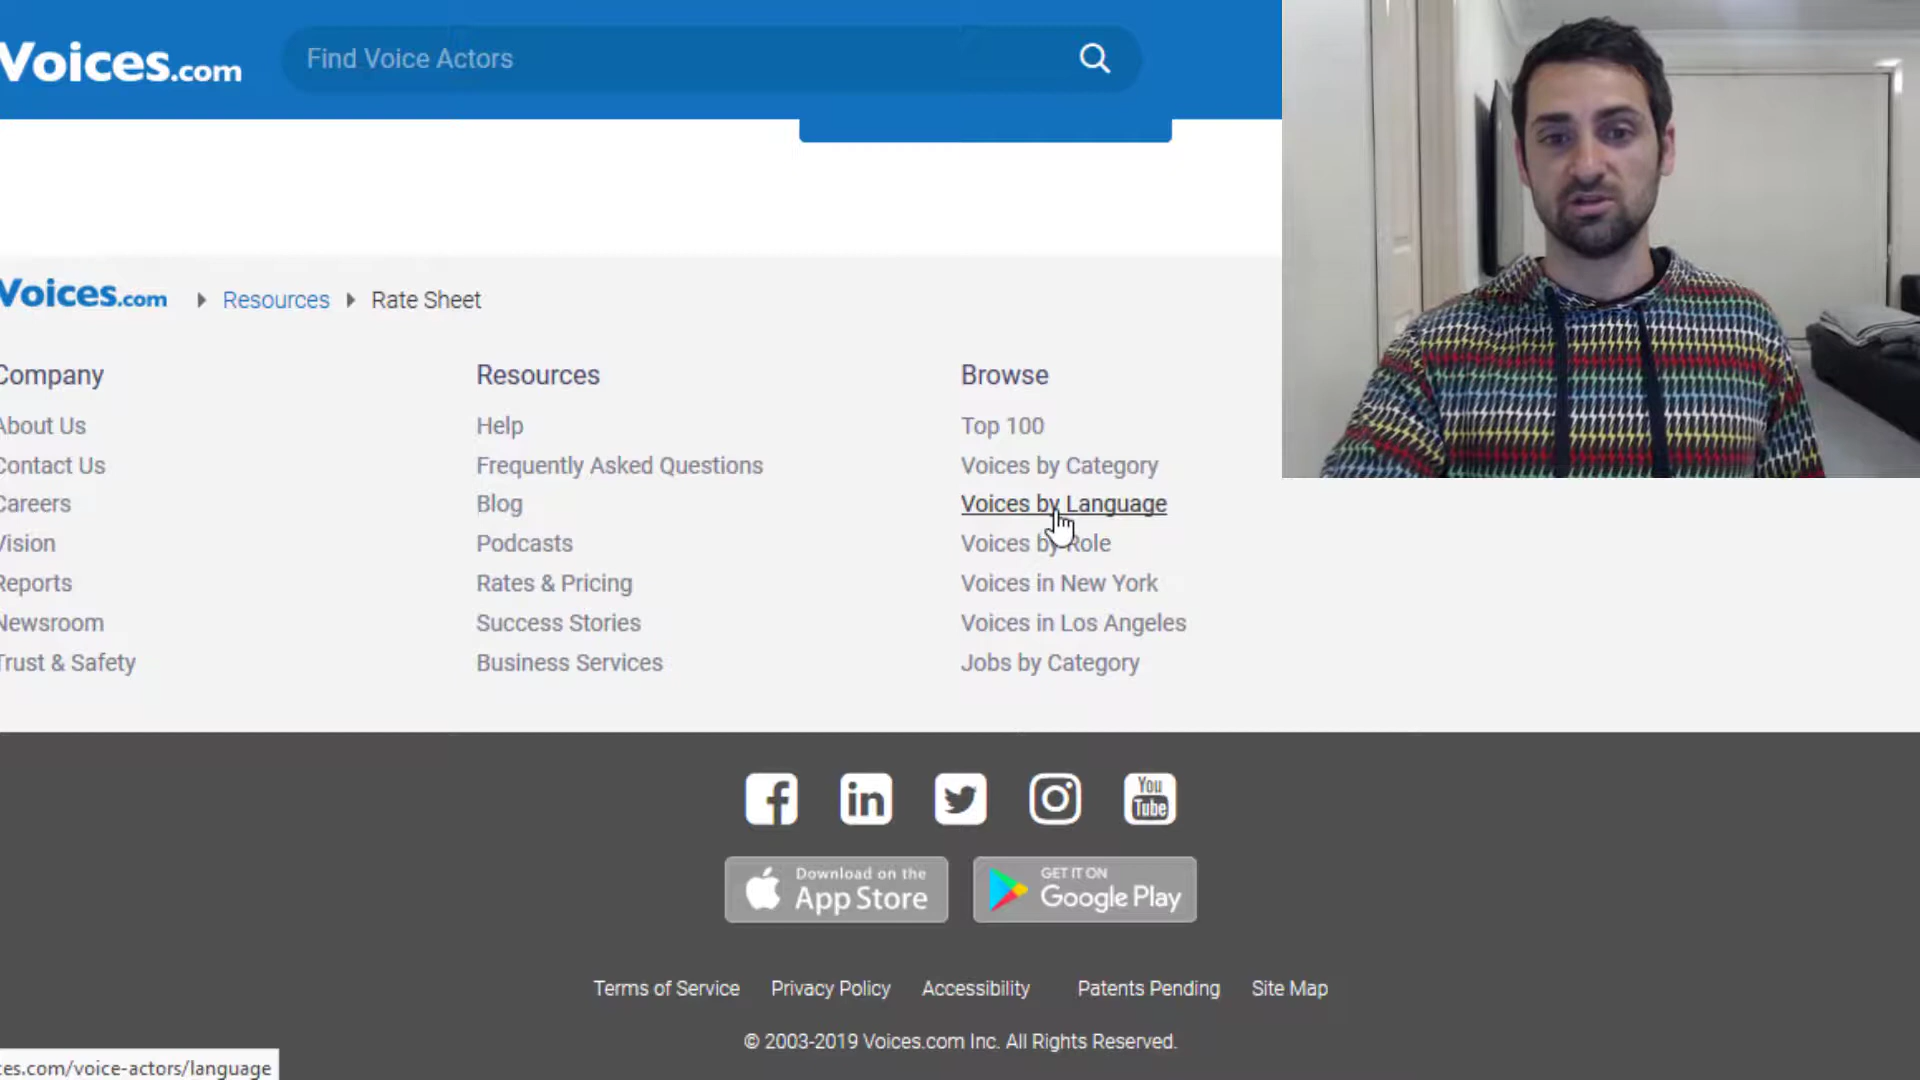 Voices.com
Find Voice Actors
Voices.com
Resources
Rate Sheet
Company
About Us
Contact Us
Careers
Vision
Reports
Newsroom
Trust & Safety
Resources
Help
Frequently Asked Questions
Blog
Podcasts
Rates & Pricing
Success Stories
Business Services
Browse
Top 100
Voices by Category
Voices by Language
Voices by Role
Voices in New York
Voices in Los Angeles
Jobs by Category
f
in
You
Tube
Download on the
App Store
GET IT ON
Google Play
Terms of Service
Privacy Policy
Accessibility
Patents Pending
Site Map
© 2003-2019 Voices.com Inc. All Rights Reserved.
ces.com/voice-actors/language